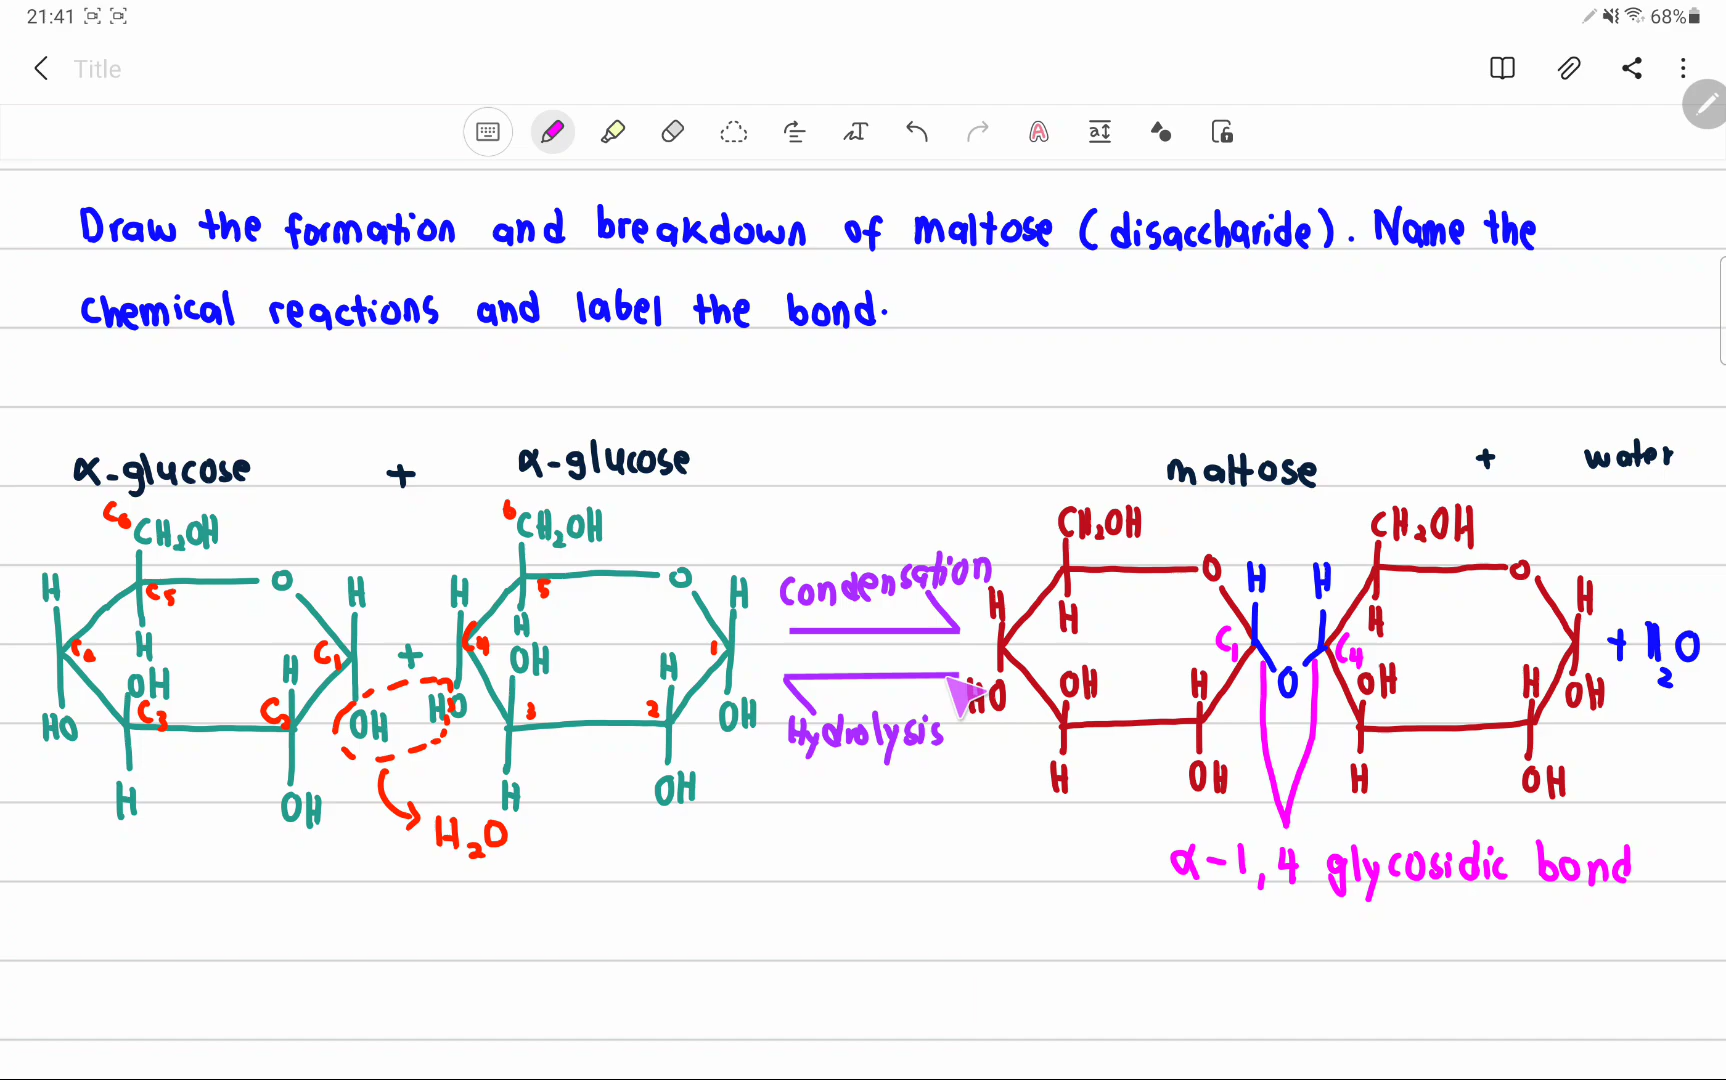 21:41
68%
Title
Draw the formation and breakdown of maltose (disaccharide). Name the
chemical reactions and label the bond.
α-glucose + α-glucose maltose + water
C6 CH₂OH 6 CH₂OH CH₂OH CH₂OH
H C5 O H H 5 O H Condensation H H O H H H O H
C4 H C1 + C4 H 1 C1 C4 + H₂O
OH H OH H OH H O OH H
HO C3 C2 OH HO 3 2 OH Hydrolysis HO OH
H OH H OH H OH H OH
H₂O
α-1,4 glycosidic bond